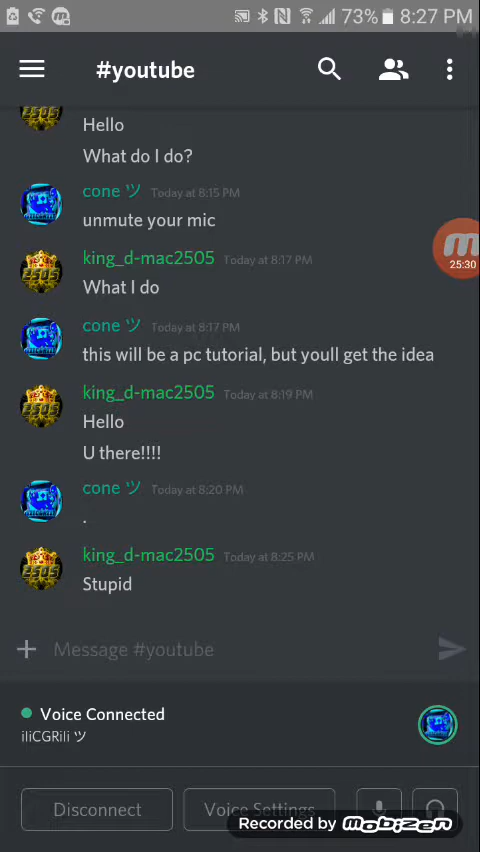 73% 8:27 PM
#youtube
Hello
What do I do?
cone ツ Today at 8:15 PM
unmute your mic
king_d-mac2505 Today at 8:17 PM
What I do
25:30
cone ツ Today at 8:17 PM
this will be a pc tutorial, but youll get the idea
king_d-mac2505 Today at 8:19 PM
Hello
U there!!!!
cone ツ Today at 8:20 PM
.
king_d-mac2505 Today at 8:25 PM
Stupid
Message #youtube
Voice Connected
iliCGRili ツ
Disconnect Voice Settings
Recorded by mobizen